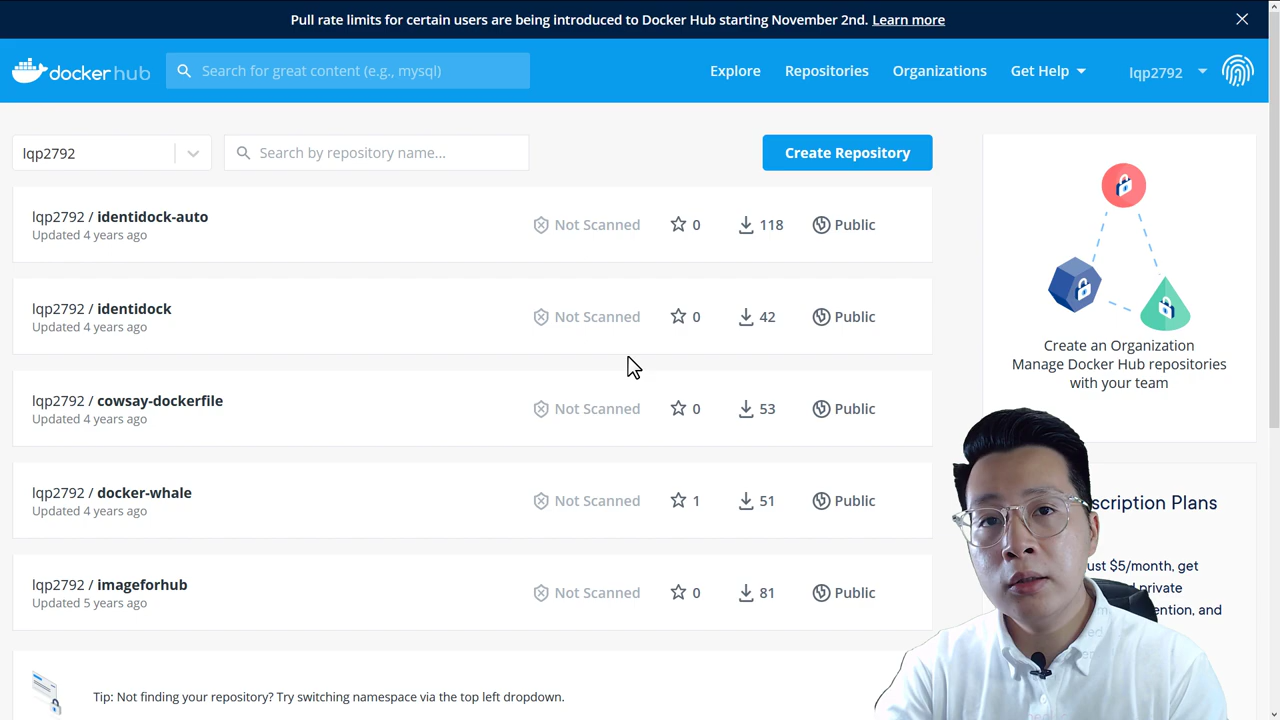 Pull rate limits for certain users are being introduced to Docker Hub starting November 2nd. Learn more
docker hub
Search for great content (e.g., mysql)
Explore
Repositories
Organizations
Get Help
lqp2792
lqp2792
Search by repository name...
Create Repository
lqp2792 / identidock-auto
Updated 4 years ago
Not Scanned
0
118
Public
lqp2792 / identidock
Updated 4 years ago
Not Scanned
0
42
Public
lqp2792 / cowsay-dockerfile
Updated 4 years ago
Not Scanned
0
53
Public
lqp2792 / docker-whale
Updated 4 years ago
Not Scanned
1
51
Public
lqp2792 / imageforhub
Updated 5 years ago
Not Scanned
0
81
Public
Tip: Not finding your repository? Try switching namespace via the top left dropdown.
Create an Organization
Manage Docker Hub repositories
with your team
Plans
$5/month, get
private
and